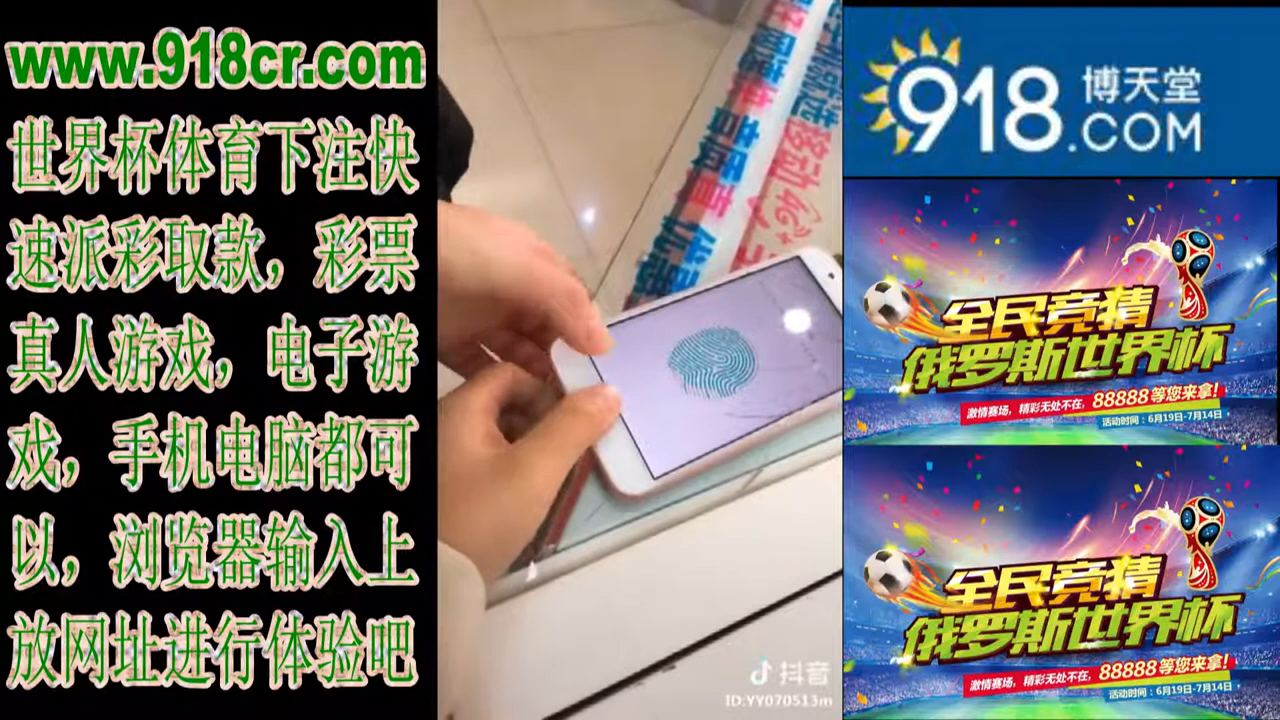 www.918cr.com
世界杯体育下注快
速派彩取款，彩票
真人游戏，电子游
戏，手机电脑都可
以，浏览器输入上
放网址进行体验吧
抖音
ID:YY070513m
918.COM
博天堂
全民竞猜
俄罗斯世界杯
激情赛场，精彩无处不在，88888等您来拿！
活动时间：6月19日-7月14日
全民竞猜
俄罗斯世界杯
激情赛场，精彩无处不在，88888等您来拿！
活动时间：6月19日-7月14日